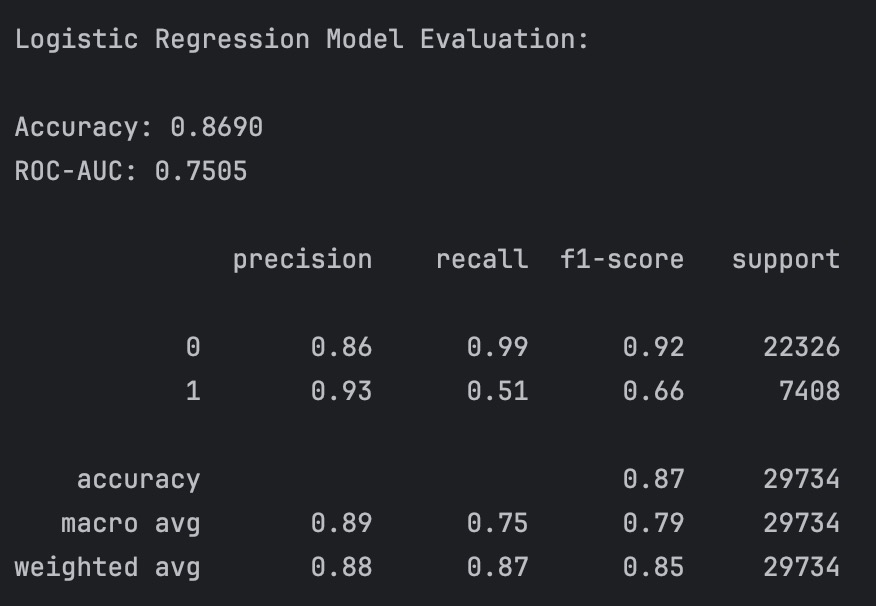 Logistic Regression Model Evaluation:
Accuracy: 0.8690
ROC-AUC: 0.7505
precision recall f1-score support
0 0.86 0.99 0.92 22326
1 0.93 0.51 0.66 7408
accuracy 0.87 29734
macro avg 0.89 0.75 0.79 29734
weighted avg 0.88 0.87 0.85 29734